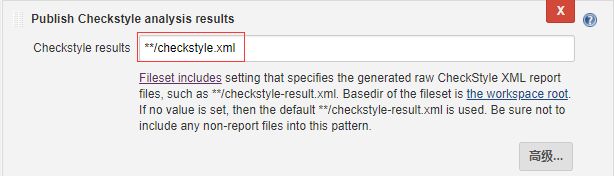 Publish Checkstyle analysis results
X
Checkstyle results **/checkstyle.xml
Fileset includes setting that specifies the generated raw CheckStyle XML report
files, such as **/checkstyle-result.xml. Basedir of the fileset is the workspace root.
If no value is set, then the default **/checkstyle-result.xml is used. Be sure not to
include any non-report files into this pattern.
高级...